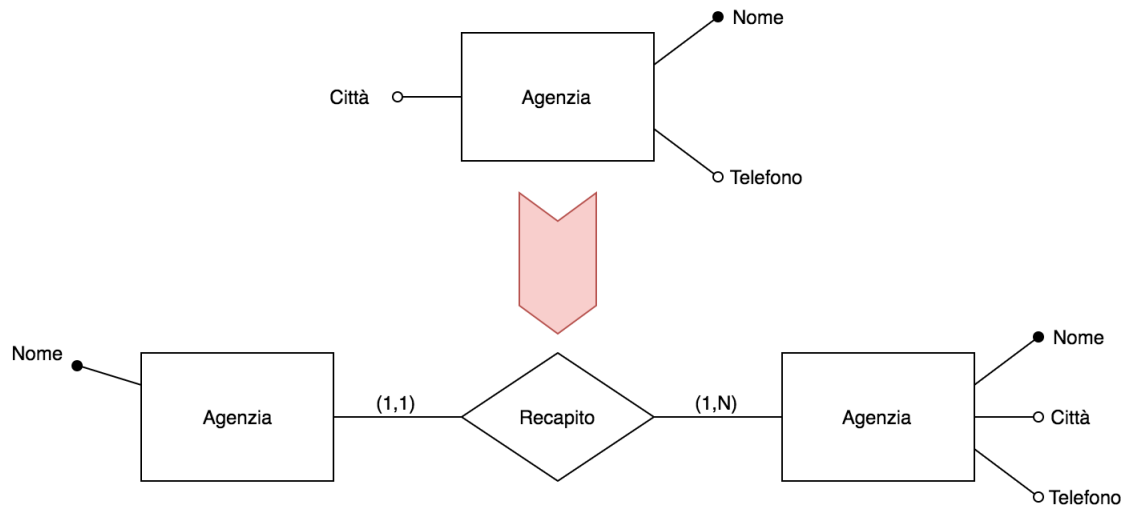 Nome
Città
Agenzia
Telefono
Nome
Nome
Agenzia
(1,1)
Recapito
(1,N)
Agenzia
Città
Telefono